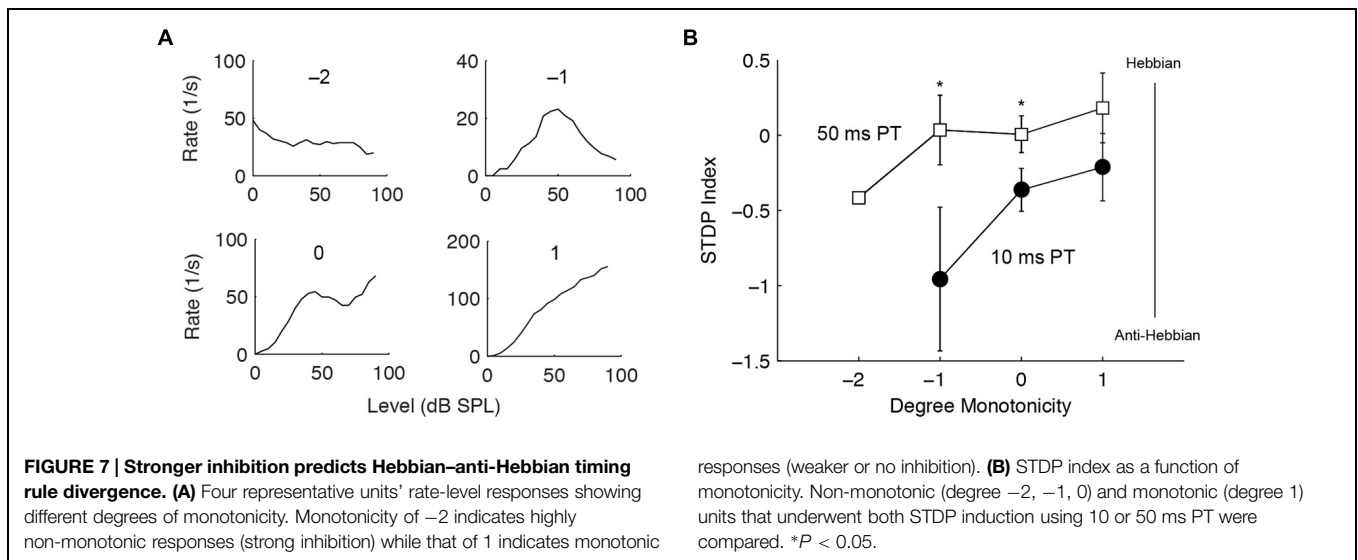 A
B
100
50
0
0
50
100
Rate (1/s)
–2
40
20
0
0
50
100
–1
100
50
0
0
50
100
Rate (1/s)
0
200
100
0
0
50
100
1
Level (dB SPL)
0.5
0
−0.5
−1
−1.5
STDP Index
−2
−1
0
1
Degree Monotonicity
50 ms PT
10 ms PT
*
*
Hebbian
Anti-Hebbian
FIGURE 7 | Stronger inhibition predicts Hebbian–anti-Hebbian timing
rule divergence. (A) Four representative units’ rate-level responses showing
different degrees of monotonicity. Monotonicity of −2 indicates highly
non-monotonic responses (strong inhibition) while that of 1 indicates monotonic
responses (weaker or no inhibition). (B) STDP index as a function of
monotonicity. Non-monotonic (degree −2, −1, 0) and monotonic (degree 1)
units that underwent both STDP induction using 10 or 50 ms PT were
compared. *P < 0.05.